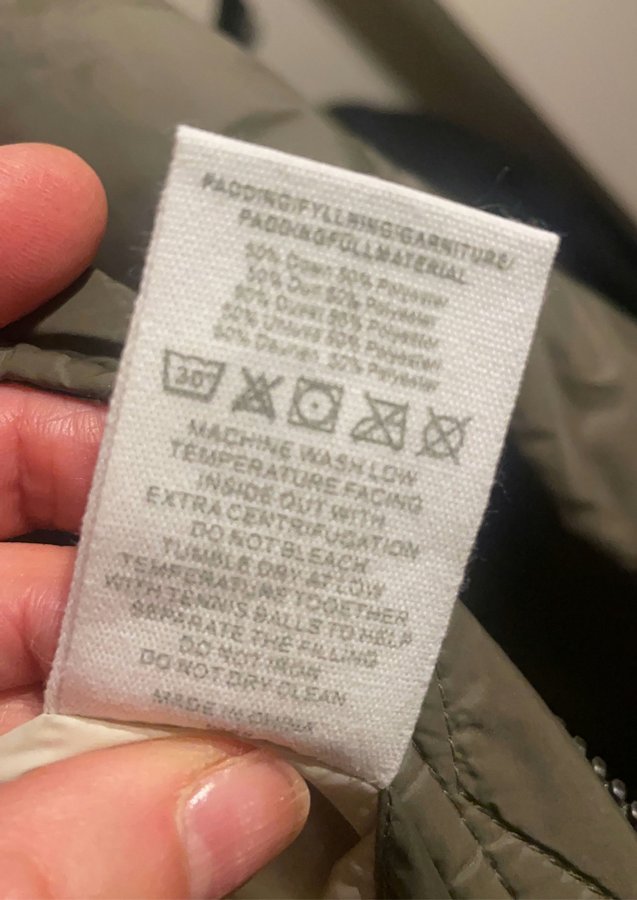 PADDING/FYLLNING/GARNITURE/
PADDINGFÜLLMATERIAL
50% Down 50% Polyester
50% Dun 50% Polyester
50% Duvet 50% Polyester
50% 50% Polyester
50% Daunen, 50% Polyester
30°
MACHINE WASH LOW
TEMPERATURE FACING
INSIDE OUT WITH
EXTRA CENTRIFUGATION
DO NOT BLEACH
TUMBLE DRY AT LOW
TEMPERATURE TOGETHER
WITH TENNIS BALLS TO HELP
SEPARATE THE FILLING
DO NOT IRON
DO NOT DRY CLEAN
MADE IN CHINA